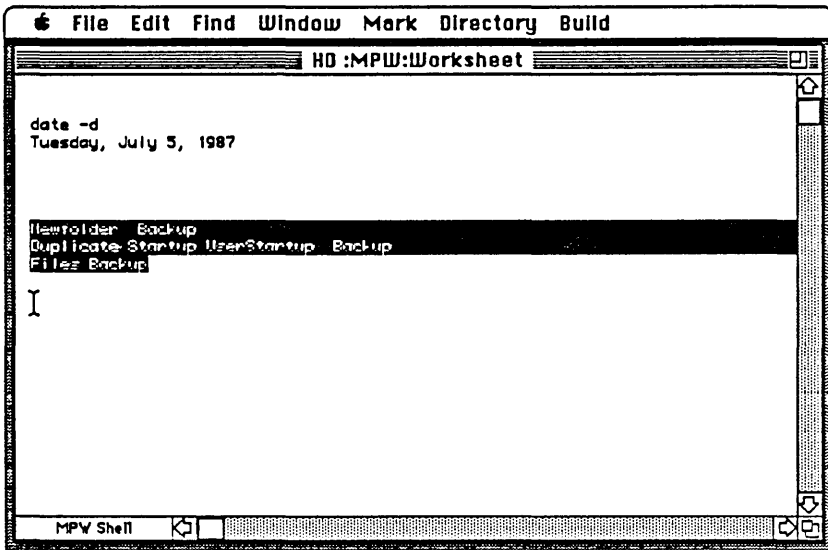 File Edit Find Window Mark Directory Build
HD :MPW:Worksheet
date -d
Tuesday, July 5, 1987
Newfolder Backup
Duplicate Startup UserStartup Backup
Files Backup
MPW Shell